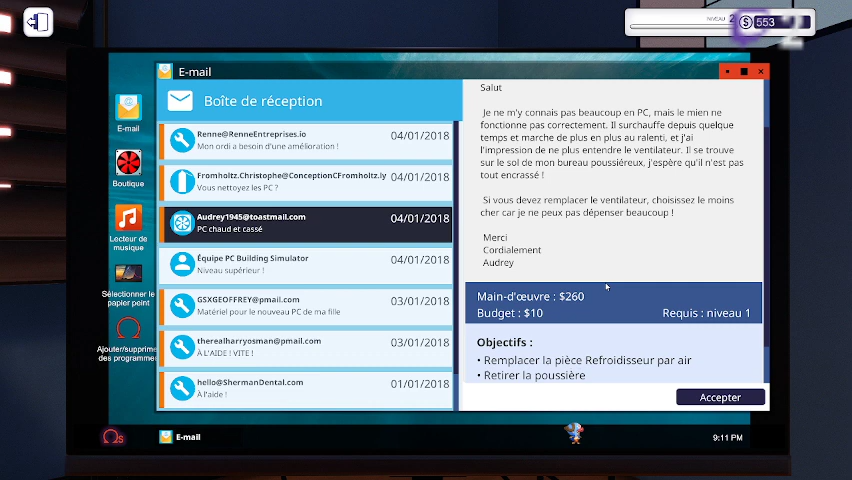 NIVEAU 2
553
E-mail
E-mail
Boutique
Lecteur de
musique
Sélectionner le
papier peint
Ajouter/supprime
des programme
Boîte de réception
Renne@RenneEntreprises.io
04/01/2018
Mon ordi a besoin d'une amélioration !
Fromholtz.Christophe@ConceptionCFromholtz.ly
04/01/2018
Vous nettoyez les PC ?
Audrey1945@toastmail.com
04/01/2018
PC chaud et cassé
Équipe PC Building Simulator
04/01/2018
Niveau supérieur !
GSXGEOFFREY@pmail.com
03/01/2018
Matériel pour le nouveau PC de ma fille
therealharryosman@pmail.com
03/01/2018
À L'AIDE ! VITE !
hello@ShermanDental.com
01/01/2018
À l'aide !
Salut
Je ne m'y connais pas beaucoup en PC, mais le mien ne
fonctionne pas correctement. Il surchauffe depuis quelque
temps et marche de plus en plus au ralenti, et j'ai
l'impression de ne plus entendre le ventilateur. Il se trouve
sur le sol de mon bureau poussiéreux, j'espère qu'il n'est pas
tout encrassé !
Si vous devez remplacer le ventilateur, choisissez le moins
cher car je ne peux pas dépenser beaucoup !
Merci
Cordialement
Audrey
Main-d'œuvre : $260
Budget : $10
Requis : niveau 1
Objectifs :
• Remplacer la pièce Refroidisseur par air
• Retirer la poussière
Accepter
Ωs
E-mail
9:11 PM